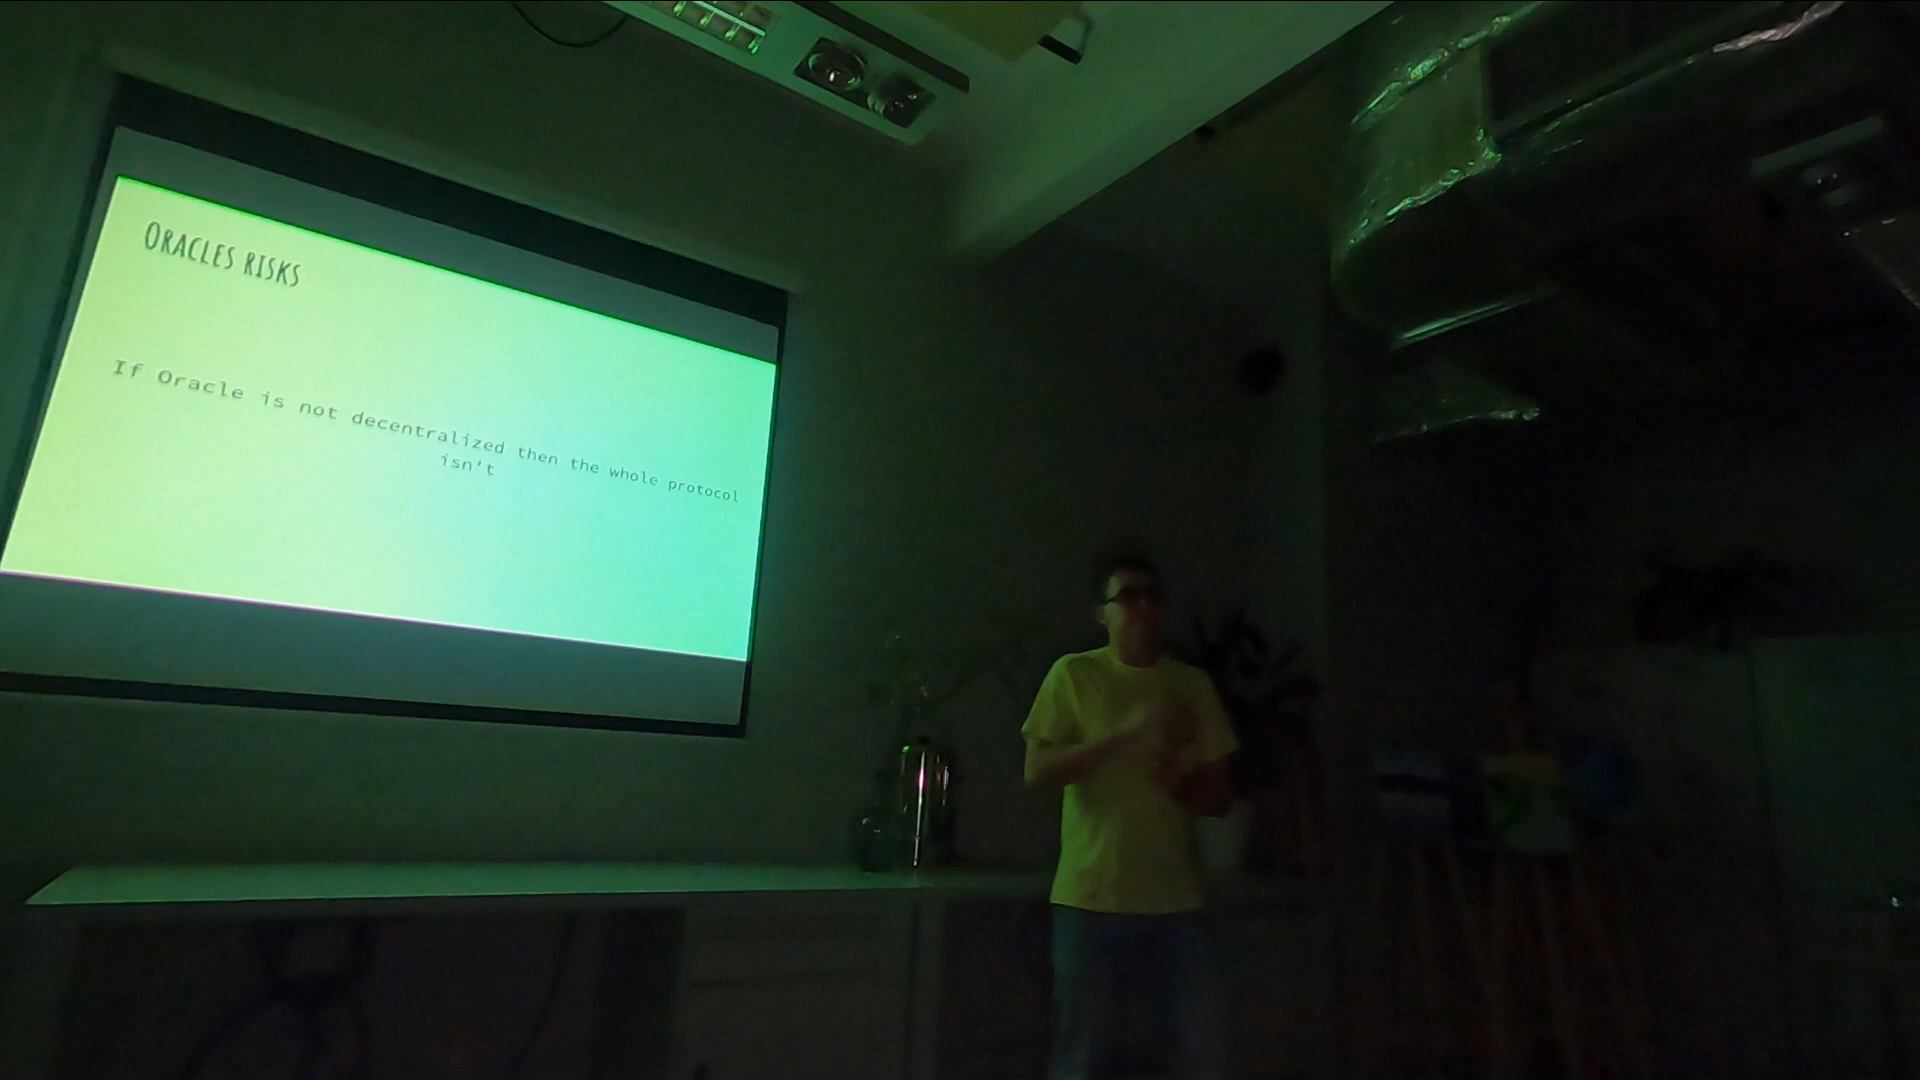 ORACLES RISKS
If Oracle is not decentralized then the whole protocol
isn't